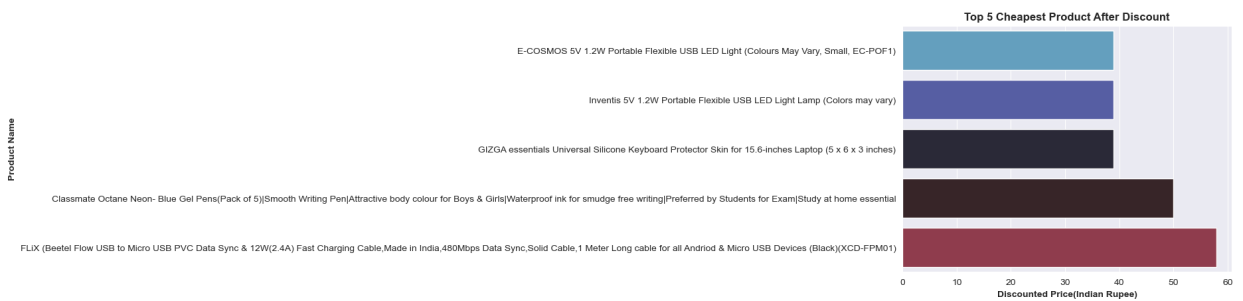 Top 5 Cheapest Product After Discount
Product Name
E-COSMOS 5V 1.2W Portable Flexible USB LED Light (Colours May Vary, Small, EC-POF1)
Inventis 5V 1.2W Portable Flexible USB LED Light Lamp (Colors may vary)
GIZGA essentials Universal Silicone Keyboard Protector Skin for 15.6-inches Laptop (5 x 6 x 3 inches)
Classmate Octane Neon- Blue Gel Pens(Pack of 5)|Smooth Writing Pen|Attractive body colour for Boys & Girls|Waterproof ink for smudge free writing|Preferred by Students for Exam|Study at home essential
FLiX (Beetel Flow USB to Micro USB PVC Data Sync & 12W(2.4A) Fast Charging Cable,Made in India,480Mbps Data Sync,Solid Cable,1 Meter Long cable for all Andriod & Micro USB Devices (Black)(XCD-FPM01)
0 10 20 30 40 50 60
Discounted Price(Indian Rupee)